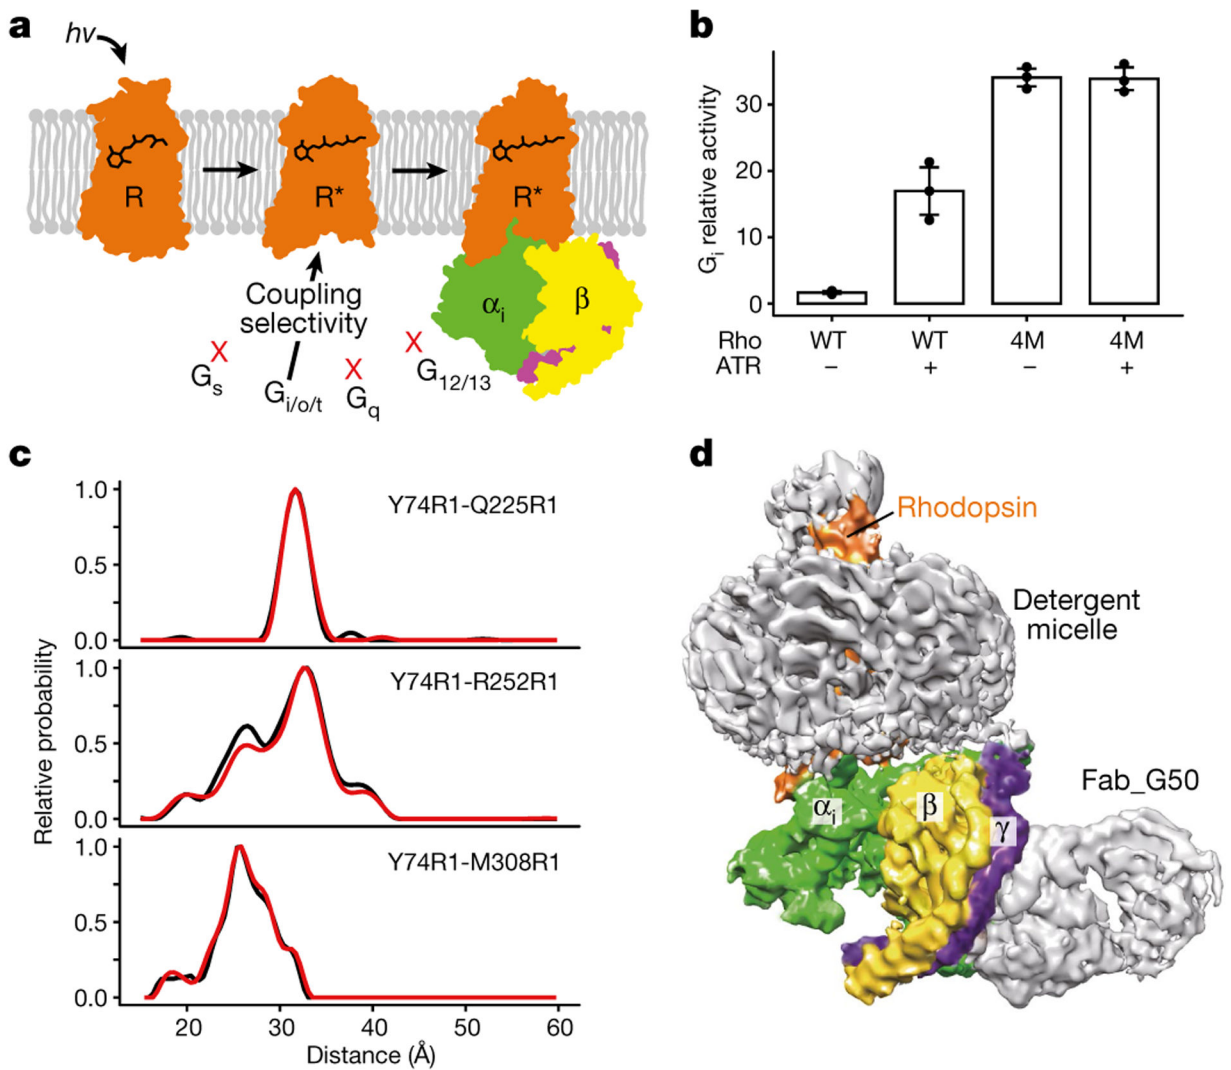 a
hν
R
R*
R*
Coupling
selectivity
αi
β
Gs
X
Gi/o/t
X
Gq
X
G12/13
b
Gi relative activity
30
20
10
0
Rho WT WT 4M 4M
ATR − + − +
c
Relative probability
1.0
0.5
0.0
Y74R1-Q225R1
1.0
0.5
0.0
Y74R1-R252R1
1.0
0.5
0.0
Y74R1-M308R1
20 30 40 50 60
Distance (Å)
d
Rhodopsin
Detergent
micelle
Fab_G50
αi
β
γ